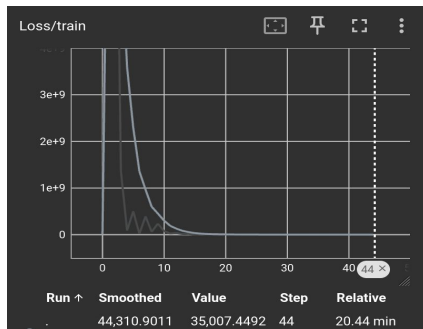 Loss/train
3e+9
2e+9
1e+9
0
0 10 20 30 40 44 ×
Run ↑ Smoothed Value Step Relative
. 44,310.9011 35,007.4492 44 20.44 min